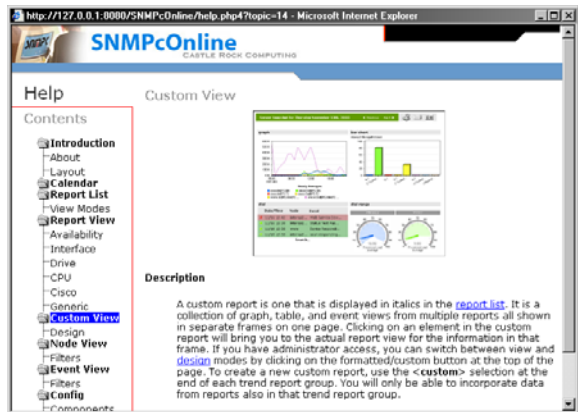 http://127.0.0.1:8080/SNMPcOnline/help.php4?topic=14 - Microsoft Internet Explorer
SNMPc
SNMPcOnline
CASTLE ROCK COMPUTING
Help
Contents
Introduction
About
Layout
Calendar
Report List
View Modes
Report View
Availability
Interface
Drive
CPU
Cisco
Generic
Custom View
Design
Node View
Filters
Event View
Filters
Config
Components
Custom View
Description
A custom report is one that is displayed in italics in the report list. It is a
collection of graph, table, and event views from multiple reports all shown
in separate frames on one page. Clicking on an element in the custom
report will bring you to the actual report view for the information in that
frame. If you have administrator access, you can switch between view and
design modes by clicking on the formatted/custom button at the top of the
page. To create a new custom report, use the <custom> selection at the
end of each trend report group. You will only be able to incorporate data
from reports also in that trend report group.